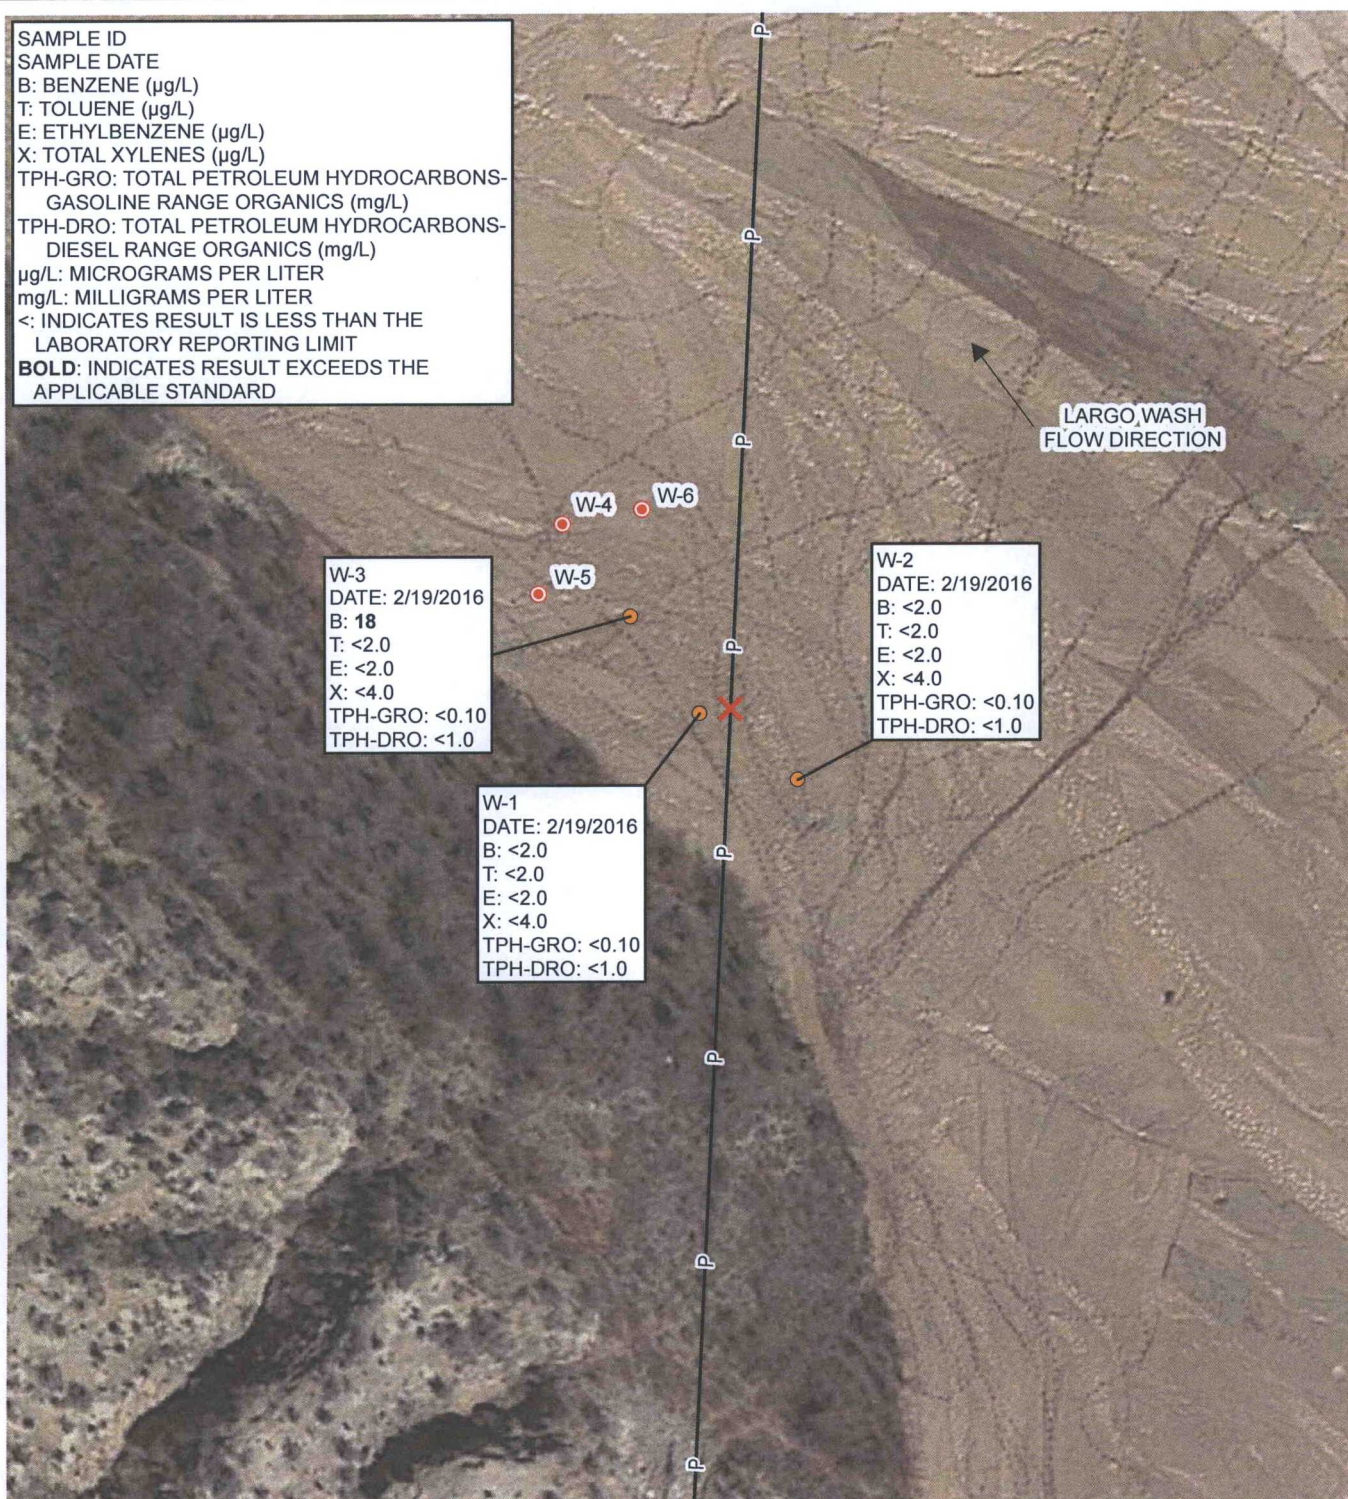 SAMPLE ID
SAMPLE DATE
B: BENZENE (µg/L)
T: TOLUENE (µg/L)
E: ETHYLBENZENE (µg/L)
X: TOTAL XYLENES (µg/L)
TPH-GRO: TOTAL PETROLEUM HYDROCARBONS-
GASOLINE RANGE ORGANICS (mg/L)
TPH-DRO: TOTAL PETROLEUM HYDROCARBONS-
DIESEL RANGE ORGANICS (mg/L)
µg/L: MICROGRAMS PER LITER
mg/L: MILLIGRAMS PER LITER
<: INDICATES RESULT IS LESS THAN THE
LABORATORY REPORTING LIMIT
BOLD: INDICATES RESULT EXCEEDS THE
APPLICABLE STANDARD
P
P
P
LARGO WASH
FLOW DIRECTION
W-4
W-6
W-5
W-3
DATE: 2/19/2016
B: 18
T: <2.0
E: <2.0
X: <4.0
TPH-GRO: <0.10
TPH-DRO: <1.0
P
W-2
DATE: 2/19/2016
B: <2.0
T: <2.0
E: <2.0
X: <4.0
TPH-GRO: <0.10
TPH-DRO: <1.0
W-1
DATE: 2/19/2016
B: <2.0
T: <2.0
E: <2.0
X: <4.0
TPH-GRO: <0.10
TPH-DRO: <1.0
P
P
P
P